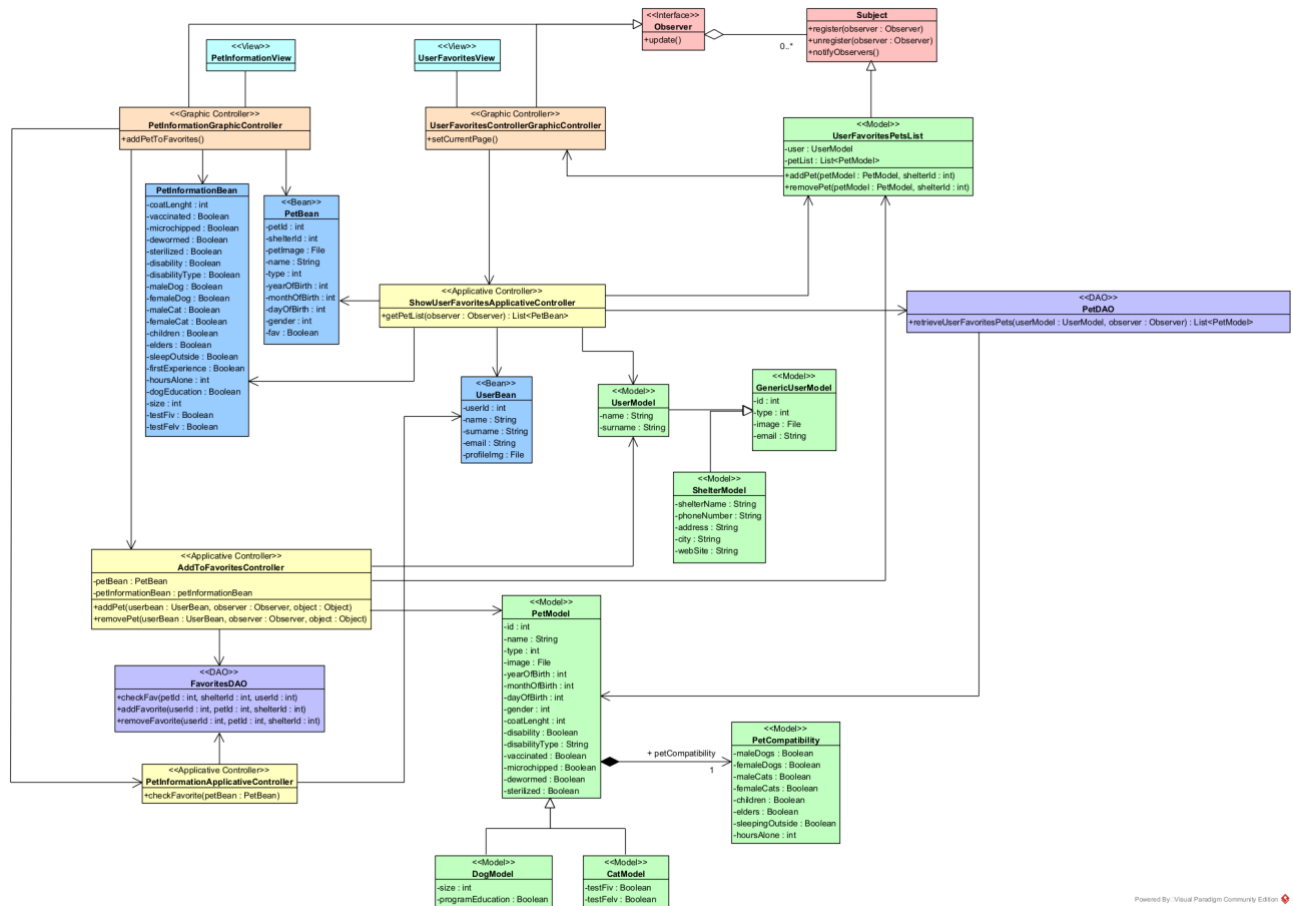 <<Interface>>
Observer
+update()
0..*
Subject
+register(observer : Observer)
+unregister(observer : Observer)
+notifyObservers()
<<View>>
PetInformationView
<<View>>
UserFavoritesView
<<Graphic Controller>>
PetInformationGraphicController
+addPetToFavorites()
<<Graphic Controller>>
UserFavoritesControllerGraphicController
+setCurrentPage()
<<Model>>
UserFavoritesPetsList
-user : UserModel
-petList : List<PetModel>
+addPet(petModel : PetModel, shelterId : int)
+removePet(petModel : PetModel, shelterId : int)
PetInformationBean
-coatLenght : int
-vaccinated : Boolean
-microchipped : Boolean
-dewormed : Boolean
-sterilized : Boolean
-disability : Boolean
-disabilityType : Boolean
-maleDog : Boolean
-femaleDog : Boolean
-maleCat : Boolean
-femaleCat : Boolean
-children : Boolean
-elders : Boolean
-sleepOutside : Boolean
-firstExperience : Boolean
-hoursAlone : int
-dogEducation : Boolean
-size : int
-testFiv : Boolean
-testFelv : Boolean
<<Bean>>
PetBean
-petId : int
-shelterId : int
-petImage : File
-name : String
-type : int
-yearOfBirth : int
-monthOfBirth : int
-dayOfBirth : int
-gender : int
-fav : Boolean
<<Applicative Controller>>
ShowUserFavoritesApplicativeController
+getPetList(observer : Observer) : List<PetBean>
<<DAO>>
PetDAO
+retrieveUserFavoritesPets(userModel : UserModel, observer : Observer) : List<PetModel>
<<Bean>>
UserBean
-userId : int
-name : String
-surname : String
-email : String
-profileImg : File
<<Model>>
UserModel
-name : String
-surname : String
<<Model>>
GenericUserModel
-id : int
-type : int
-image : File
-email : String
<<Model>>
ShelterModel
-shelterName : String
-phoneNumber : String
-address : String
-city : String
-webSite : String
<<Applicative Controller>>
AddToFavoritesController
-petBean : PetBean
-petInformationBean : petInformationBean
+addPet(userbean : UserBean, observer : Observer, object : Object)
+removePet(userBean : UserBean, observer : Observer, object : Object)
<<DAO>>
FavoritesDAO
+checkFav(petId : int, shelterId : int, userId : int)
+addFavorite(userId : int, petId : int, shelterId : int)
+removeFavorite(userId : int, petId : int, shelterId : int)
<<Applicative Controller>>
PetInformationApplicativeController
+checkFavorite(petBean : PetBean)
<<Model>>
PetModel
-id : int
-name : String
-type : int
-image : File
-yearOfBirth : int
-monthOfBirth : int
-dayOfBirth : int
-gender : int
-coatLenght : int
-disability : Boolean
-disabilityType : String
-vaccinated : Boolean
-microchipped : Boolean
-dewormed : Boolean
-sterilized : Boolean
+ petCompatibility
1
<<Model>>
PetCompatibility
-maleDogs : Boolean
-femaleDogs : Boolean
-maleCats : Boolean
-femaleCats : Boolean
-children : Boolean
-elders : Boolean
-sleepingOutside : Boolean
-hoursAlone : int
<<Model>>
DogModel
-size : int
-programEducation : Boolean
<<Model>>
CatModel
-testFiv : Boolean
-testFelv : Boolean
Powered By : Visual Paradigm Community Edition